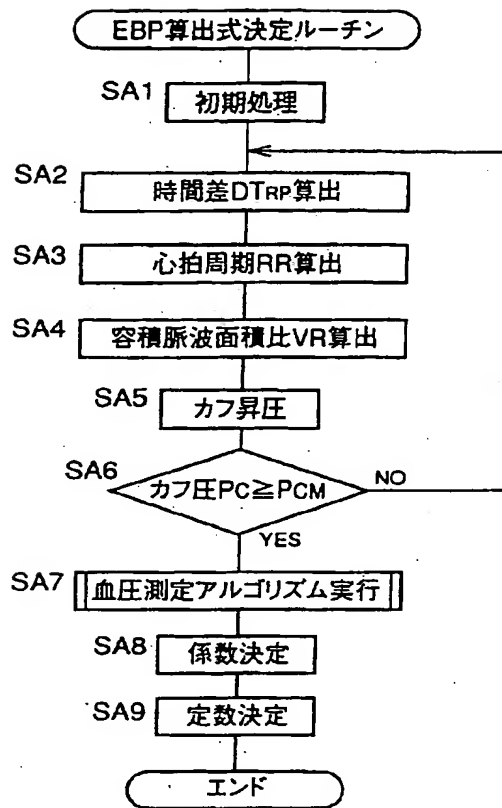 EBP算出式決定ルーチン
SA1
初期処理
SA2
時間差DTRP算出
SA3
心拍周期RR算出
SA4
容積脈波面積比VR算出
SA5
カフ昇圧
SA6
カフ圧PC≧PCM
NO
YES
SA7
血圧測定アルゴリズム実行
SA8
係数決定
SA9
定数決定
エンド